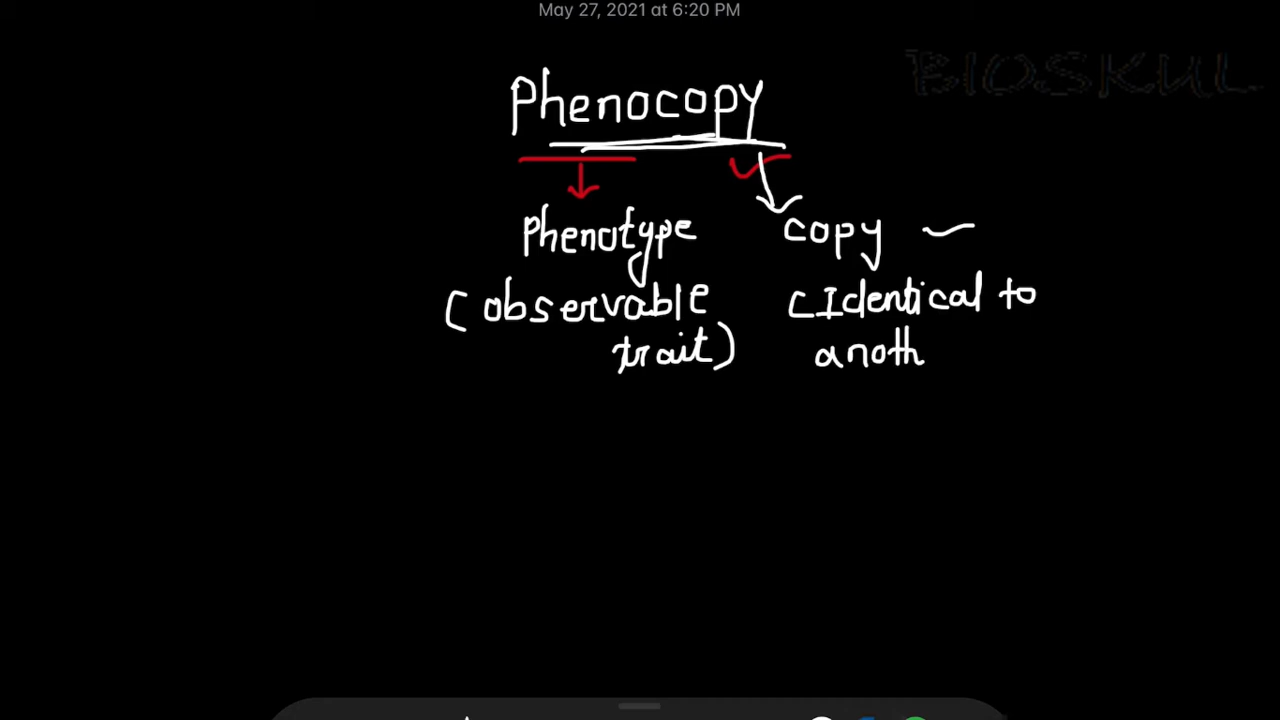 May 27, 2021 at 6:20 PM
BIOSKUL
Phenocopy
Phenotype copy
(observable (Identical to
trait) anoth